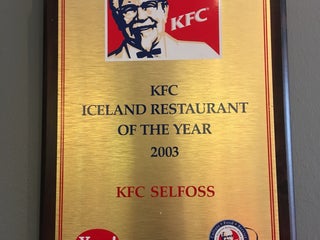 KFC
KFC
ICELAND RESTAURANT
OF THE YEAR
2003
KFC SELFOSS